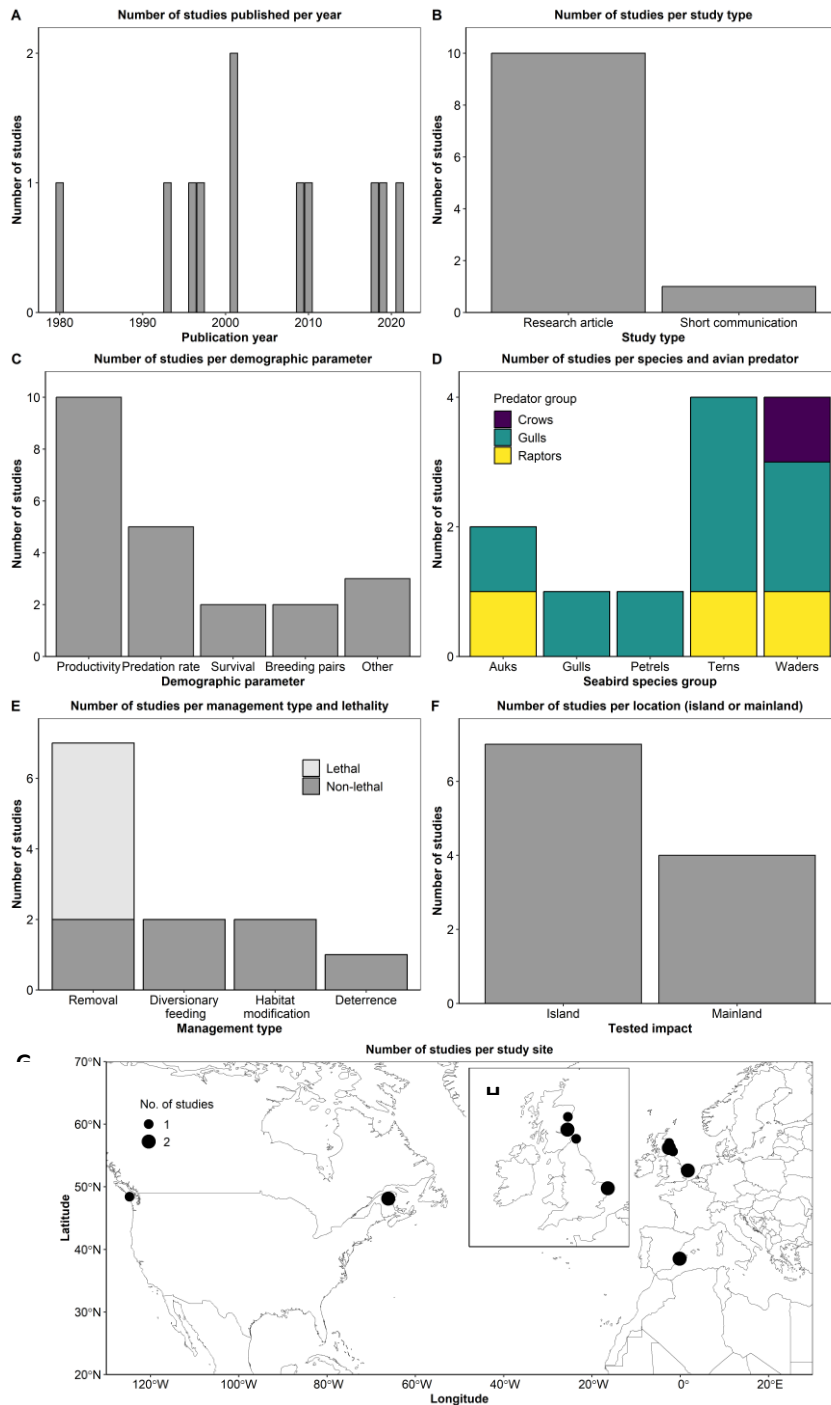 A Number of studies published per year
Number of studies
2
1
0
1980 1990 2000 2010 2020
Publication year
B Number of studies per study type
Number of studies
10
8
6
4
2
0
Research article Short communication
Study type
C Number of studies per demographic parameter
Number of studies
10
8
6
4
2
0
Productivity Predation rate Survival Breeding pairs Other
Demographic parameter
D Number of studies per species and avian predator
Number of studies
4
2
0
Predator group
Crows
Gulls
Raptors
Auks Gulls Petrels Terns Waders
Seabird species group
E Number of studies per management type and lethality
Number of studies
6
4
2
0
Lethal
Non-lethal
Removal Diversionary feeding Habitat modification Deterrence
Management type
F Number of studies per location (island or mainland)
Number of studies
6
4
2
0
Island Mainland
Tested impact
Number of studies per study site
Latitude
70°N
60°N
50°N
40°N
30°N
20°N
No. of studies
1
2
120°W 100°W 80°W 60°W 40°W 20°W 0° 20°E
Longitude